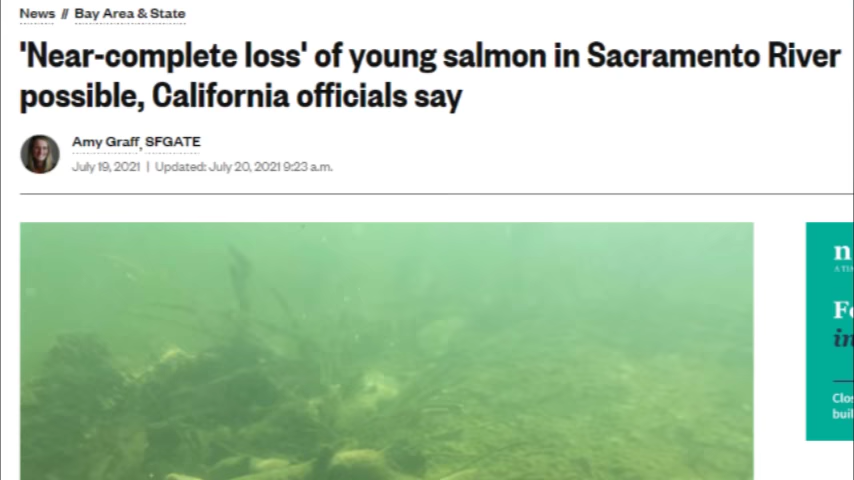 News // Bay Area & State
'Near-complete loss' of young salmon in Sacramento River
possible, California officials say
Amy Graff, SFGATE
July 19, 2021 | Updated: July 20, 2021 9:23 a.m.